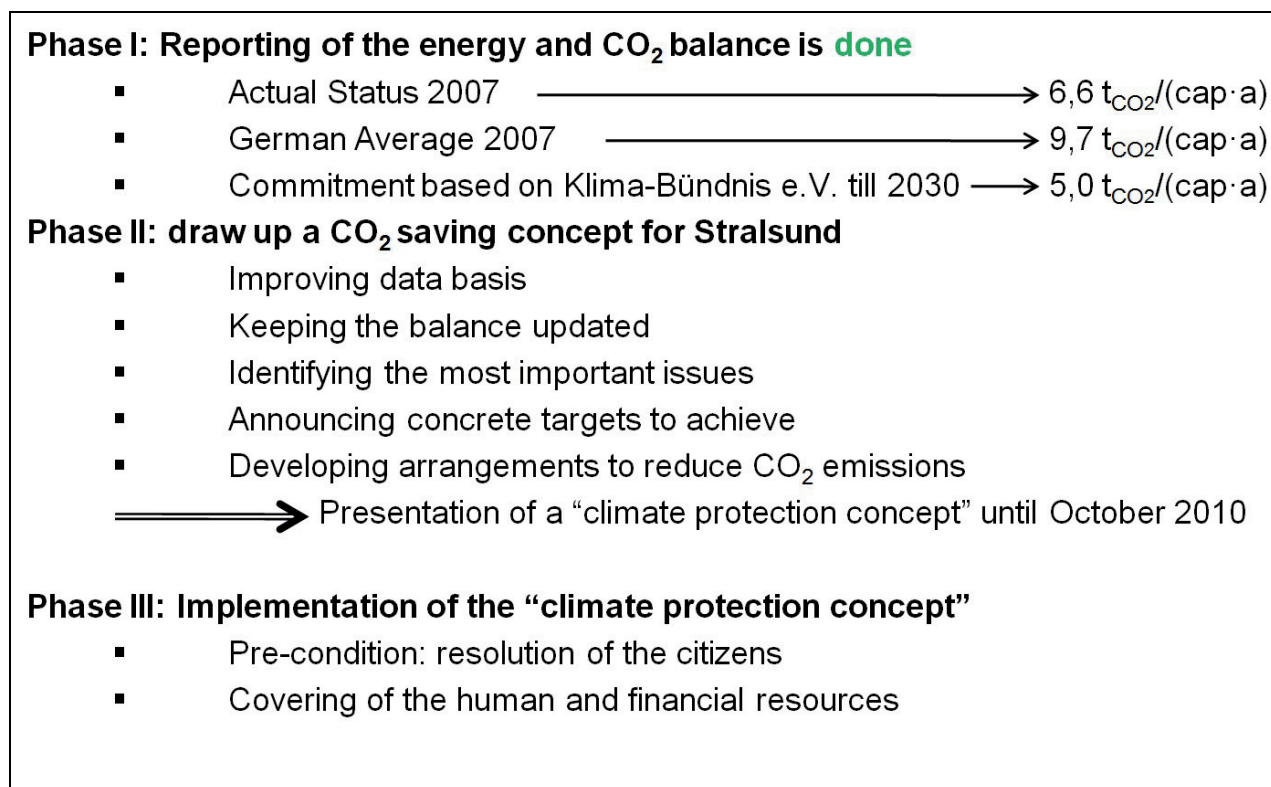 Phase I: Reporting of the energy and CO₂ balance is done
▪ Actual Status 2007 → 6,6 t_CO2/(cap·a)
▪ German Average 2007 → 9,7 t_CO2/(cap·a)
▪ Commitment based on Klima-Bündnis e.V. till 2030 → 5,0 t_CO2/(cap·a)
Phase II: draw up a CO₂ saving concept for Stralsund
▪ Improving data basis
▪ Keeping the balance updated
▪ Identifying the most important issues
▪ Announcing concrete targets to achieve
▪ Developing arrangements to reduce CO₂ emissions
⇒ Presentation of a “climate protection concept” until October 2010
Phase III: Implementation of the “climate protection concept”
▪ Pre-condition: resolution of the citizens
▪ Covering of the human and financial resources